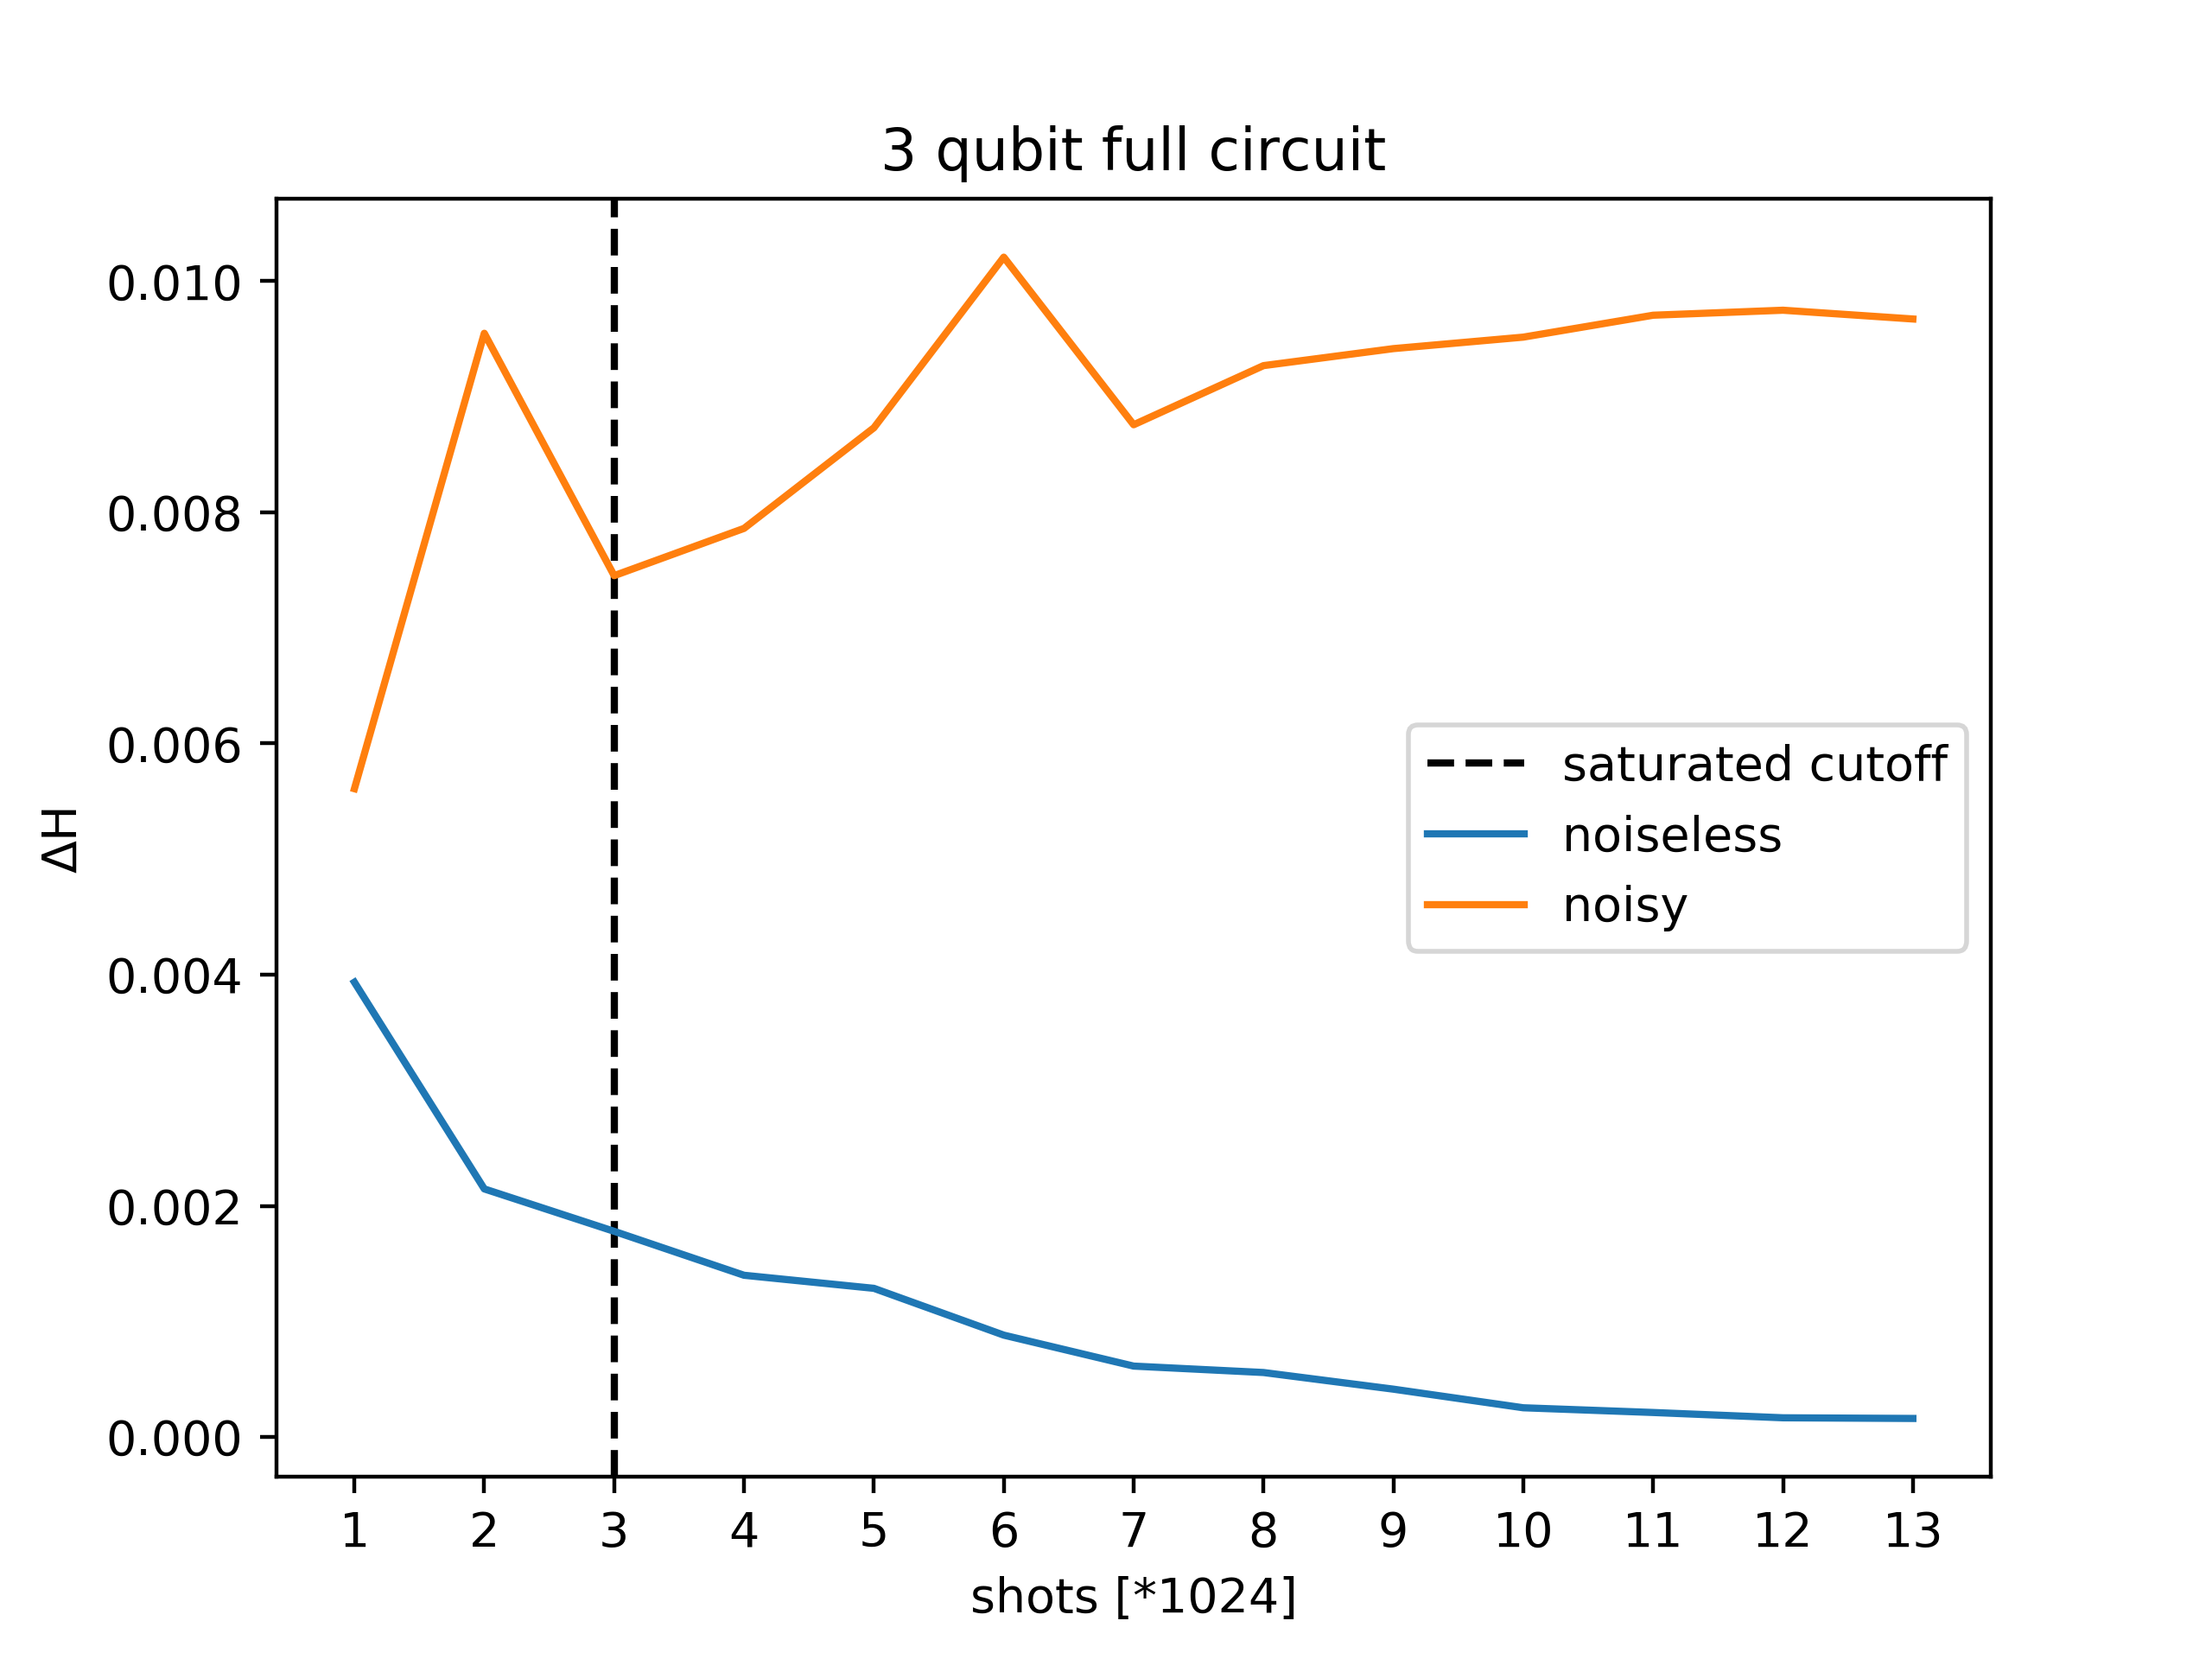 3 qubit full circuit
0.010
0.008
0.006
0.004
0.002
0.000
ΔH
saturated cutoff
noiseless
noisy
1 2 3 4 5 6 7 8 9 10 11 12 13
shots [*1024]